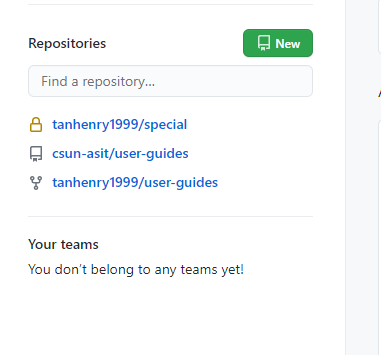 Repositories
New
Find a repository...
tanhenry1999/special
csun-asit/user-guides
tanhenry1999/user-guides
Your teams
You don't belong to any teams yet!